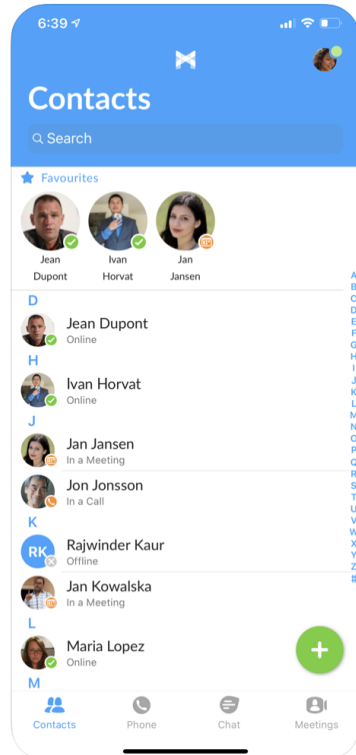 6:39
Contacts
Search
Favourites
Jean
Dupont
Ivan
Horvat
Jan
Jansen
D
Jean Dupont
Online
H
Ivan Horvat
Online
J
Jan Jansen
In a Meeting
Jon Jonsson
In a Call
K
RK
Rajwinder Kaur
Offline
Jan Kowalska
In a Meeting
L
Maria Lopez
Online
M
A
B
C
D
E
F
G
H
I
J
K
L
M
N
O
P
Q
R
S
T
U
V
W
X
Y
Z
#
+
Contacts
Phone
Chat
Meetings